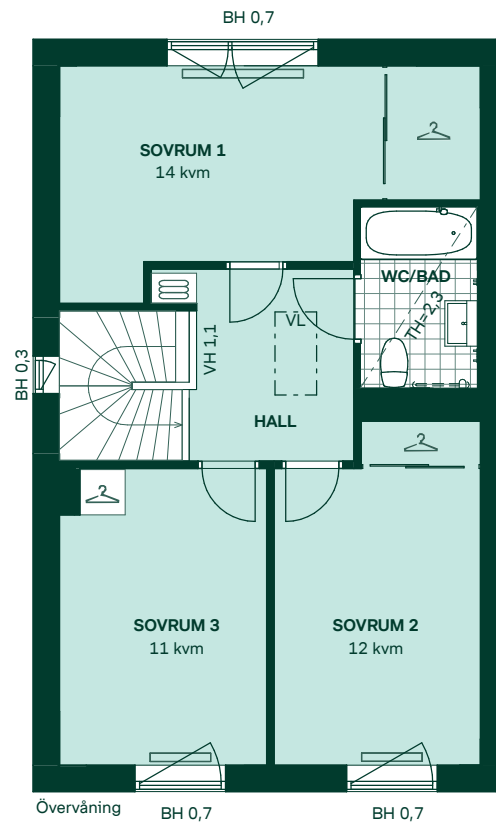 BH 0,7
SOVRUM 1
14 kvm
WC/BAD
TH=2,3
VL
VH 1,1
BH 0,3
HALL
SOVRUM 3
11 kvm
SOVRUM 2
12 kvm
Övervåning
BH 0,7
BH 0,7